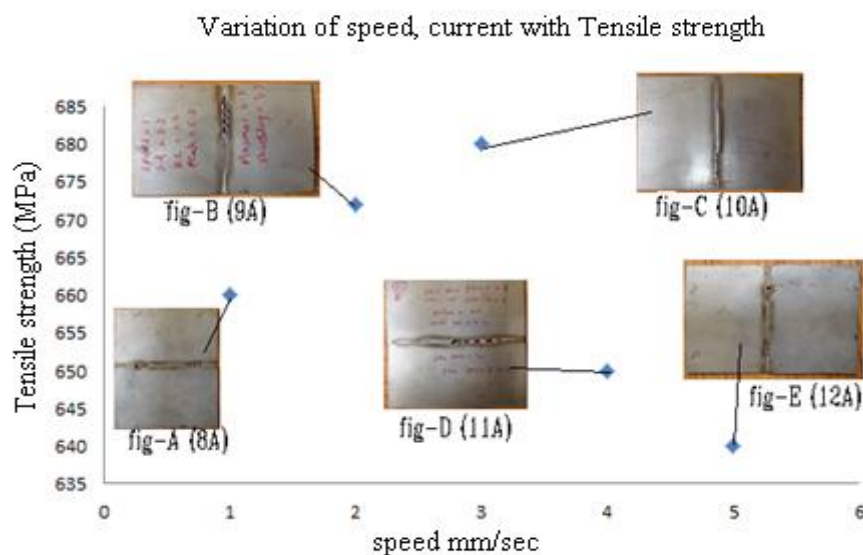 Variation of speed, current with Tensile strength
Tensile strength (MPa)
685
680
675
670
665
660
655
650
645
640
635
0 1 2 3 4 5 6
speed mm/sec
fig-B (9A)
fig-C (10A)
fig-A (8A)
fig-D (11A)
fig-E (12A)